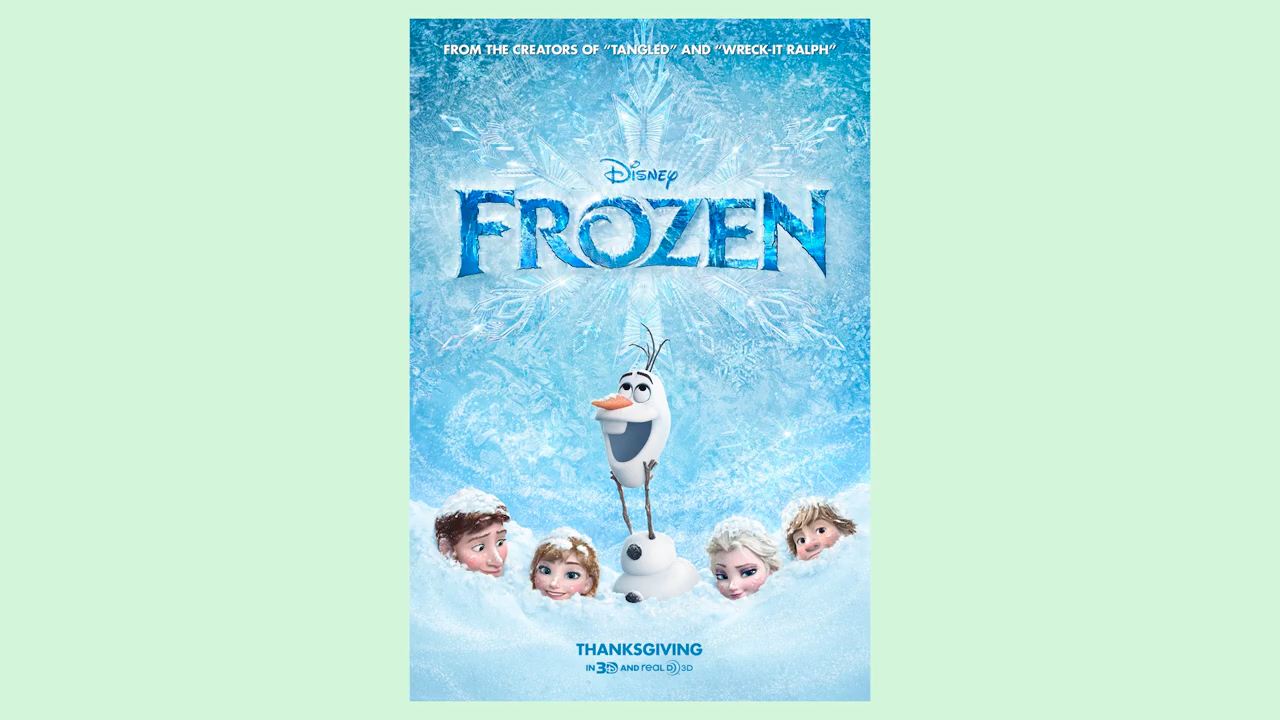 FROM THE CREATORS OF “TANGLED” AND “WRECK-IT RALPH”
DISNEY
FROZEN
THANKSGIVING
IN 3D AND REAL D 3D